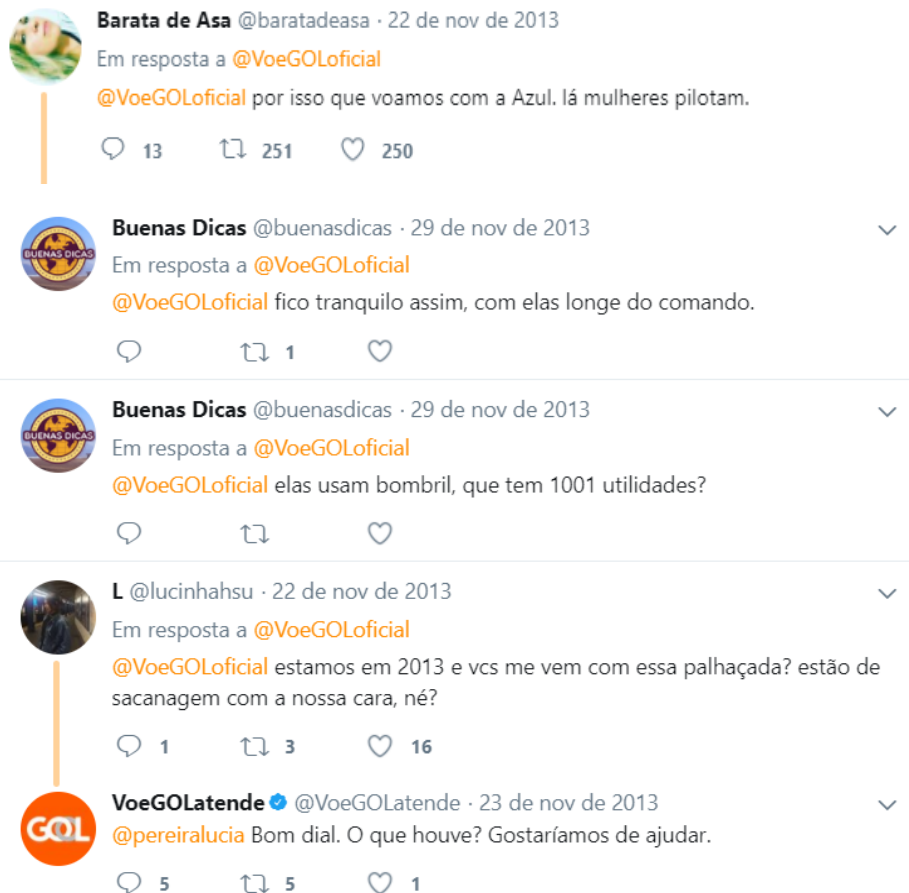 Barata de Asa @baratadeasa · 22 de nov de 2013
Em resposta a @VoeGOLoficial
@VoeGOLoficial por isso que voamos com a Azul. lá mulheres pilotam.
13 251 250
Buenas Dicas @buenasdicas · 29 de nov de 2013
BUENAS DICAS
Em resposta a @VoeGOLoficial
@VoeGOLoficial fico tranquilo assim, com elas longe do comando.
1
Buenas Dicas @buenasdicas · 29 de nov de 2013
BUENAS DICAS
Em resposta a @VoeGOLoficial
@VoeGOLoficial elas usam bombril, que tem 1001 utilidades?
L @lucinhahsu · 22 de nov de 2013
Em resposta a @VoeGOLoficial
@VoeGOLoficial estamos em 2013 e vcs me vem com essa palhaçada? estão de
sacanagem com a nossa cara, né?
1 3 16
VoeGOLatende @VoeGOLatende · 23 de nov de 2013
GOL
@pereiralucia Bom dial. O que houve? Gostaríamos de ajudar.
5 5 1